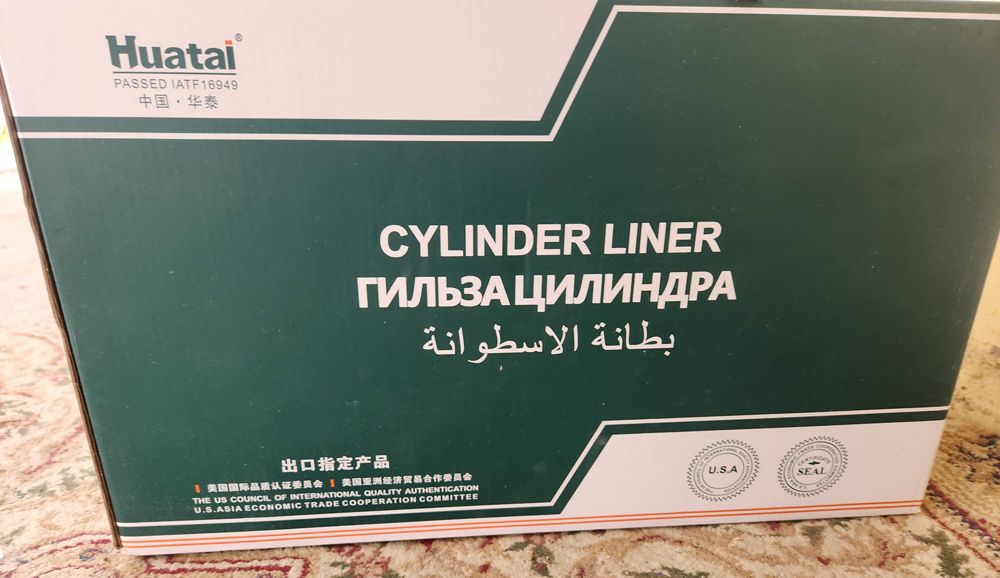 Huatai®
PASSED IATF16949
中国·华泰
CYLINDER LINER
ГИЛЬЗА ЦИЛИНДРА
بطانة الاسطوانة
出口指定产品
美国国际品质认证委员会 美国亚洲经济贸易合作委员会
THE US COUNCIL OF INTERNATIONAL QUALITY AUTHENTICATION
U.S.ASIA ECONOMIC TRADE COOPERATION COMMITTEE
U.S.A
CERTIFICATE
SEAL